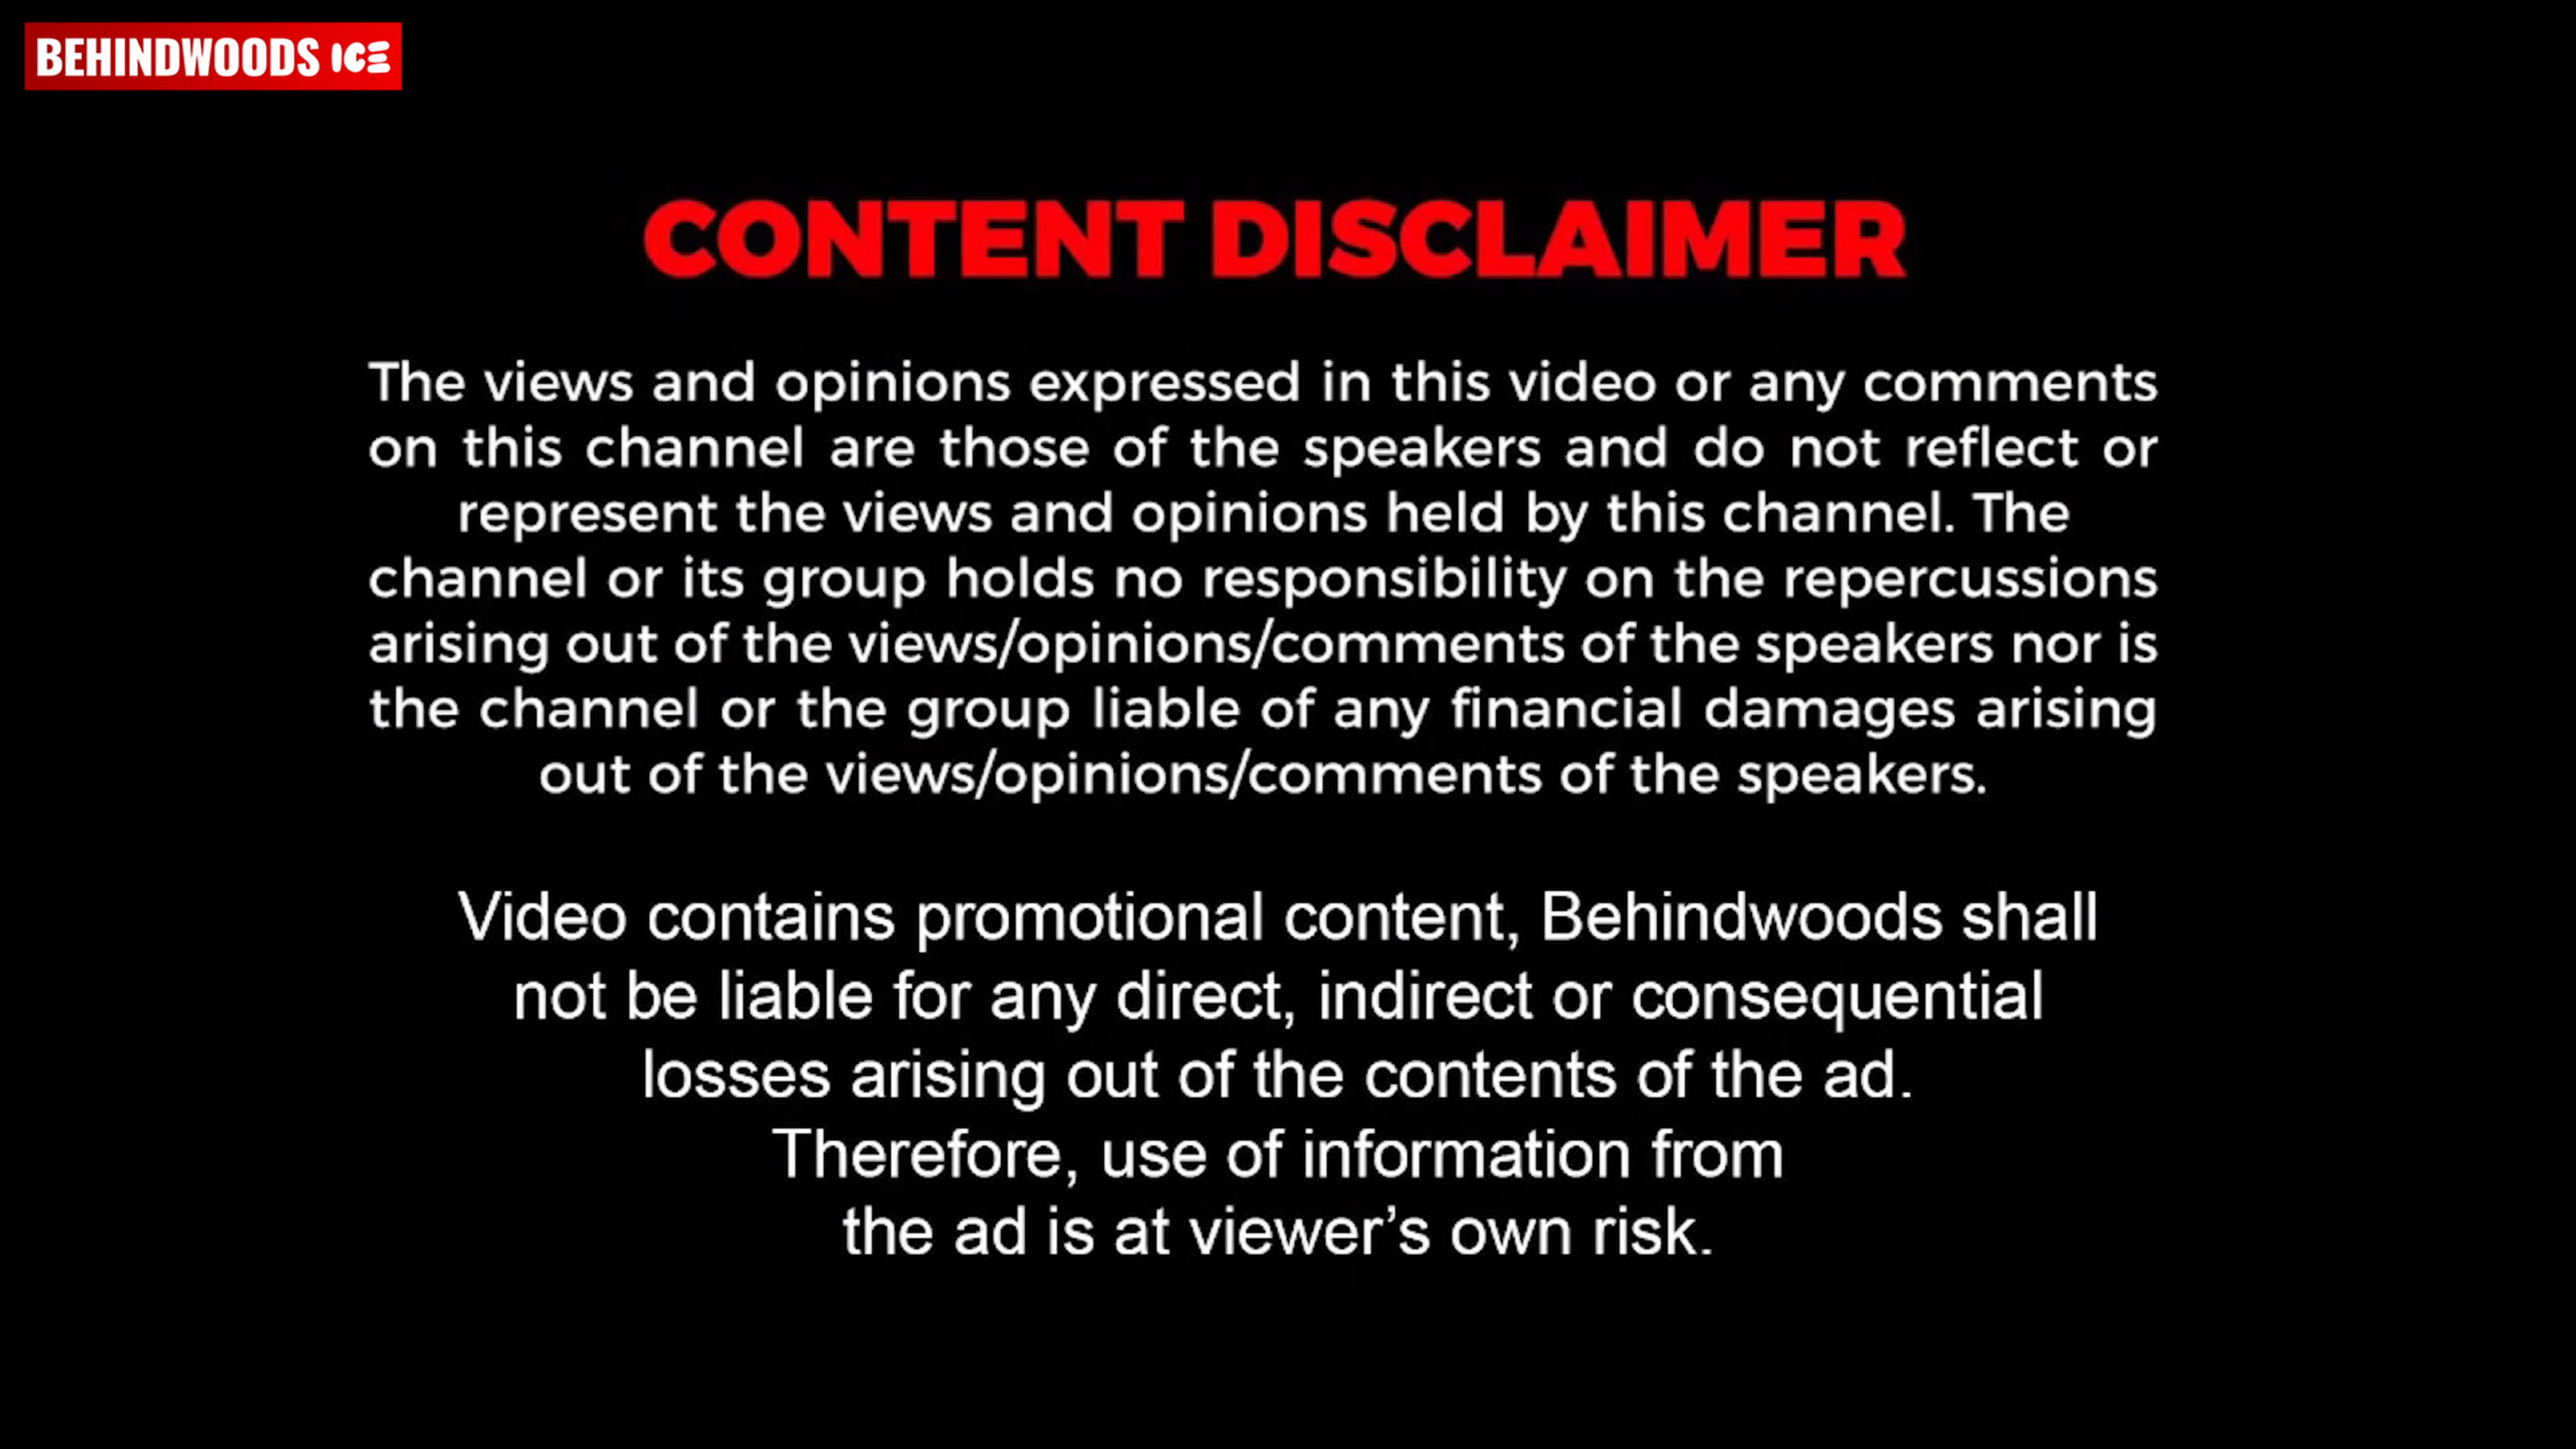 BEHINDWOODS ICE
CONTENT DISCLAIMER
The views and opinions expressed in this video or any comments
on this channel are those of the speakers and do not reflect or
represent the views and opinions held by this channel. The
channel or its group holds no responsibility on the repercussions
arising out of the views/opinions/comments of the speakers nor is
the channel or the group liable of any financial damages arising
out of the views/opinions/comments of the speakers.
Video contains promotional content, Behindwoods shall
not be liable for any direct, indirect or consequential
losses arising out of the contents of the ad.
Therefore, use of information from
the ad is at viewer’s own risk.